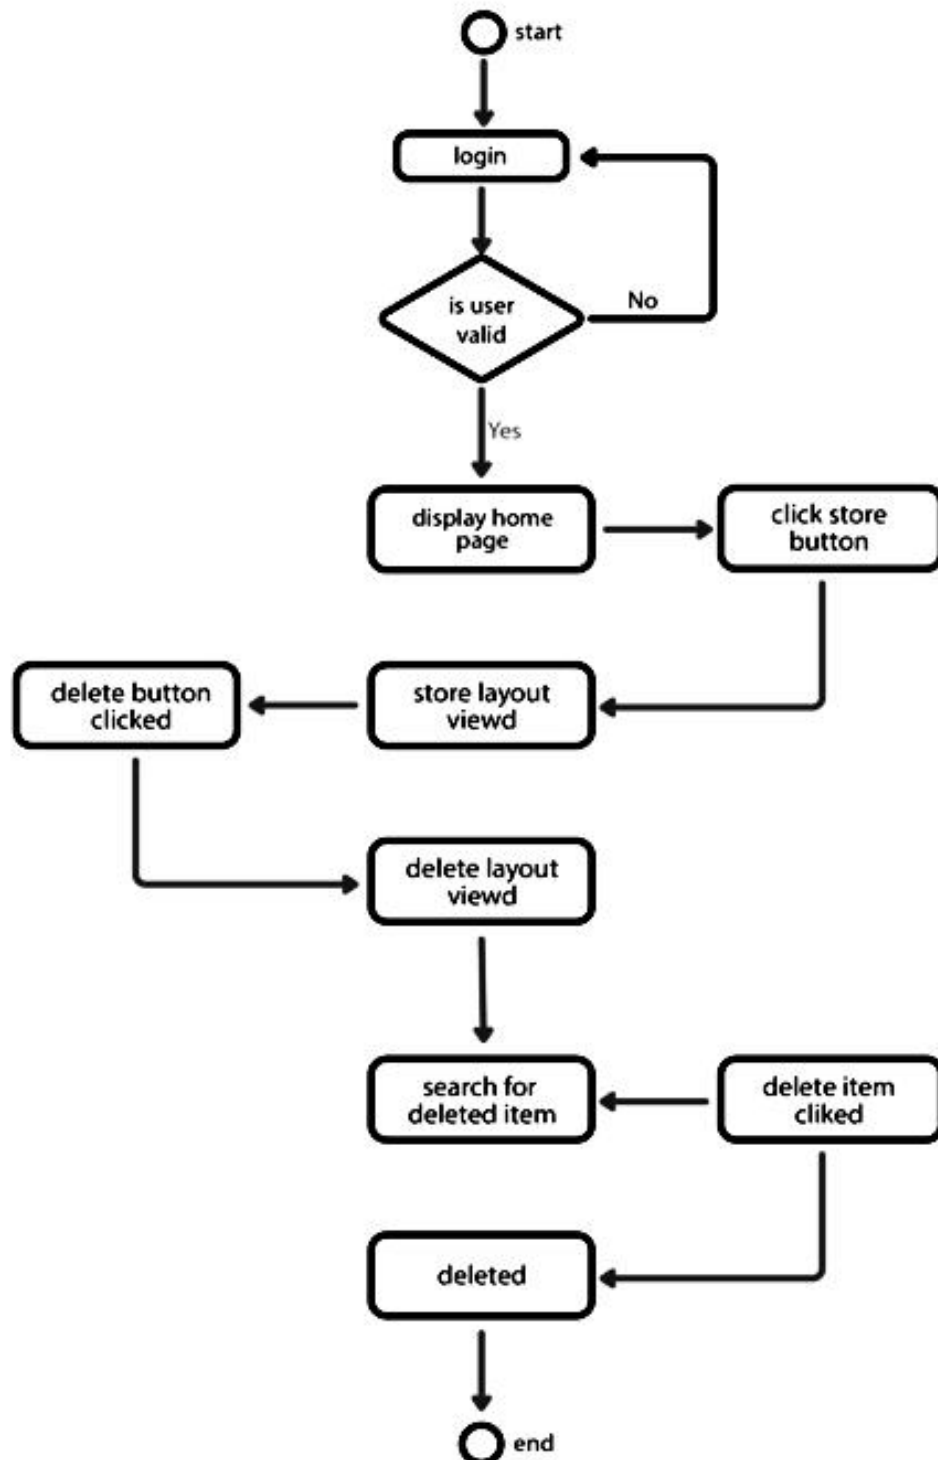 start
login
is user
valid
No
Yes
display home
page
click store
button
store layout
viewd
delete button
clicked
delete layout
viewd
search for
deleted item
delete item
cliked
deleted
end